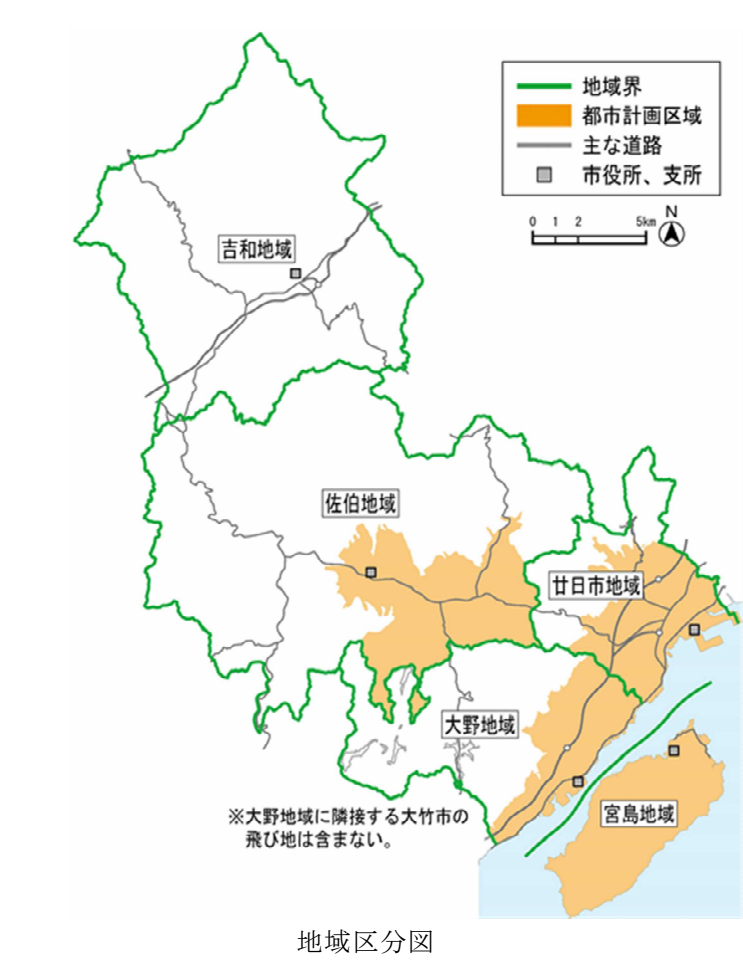 地域界
都市計画区域
主な道路
市役所、支所
0 1 2 5km
N
吉和地域
佐伯地域
廿日市地域
大野地域
宮島地域
※大野地域に隣接する大竹市の
飛び地は含まない。
地域区分図